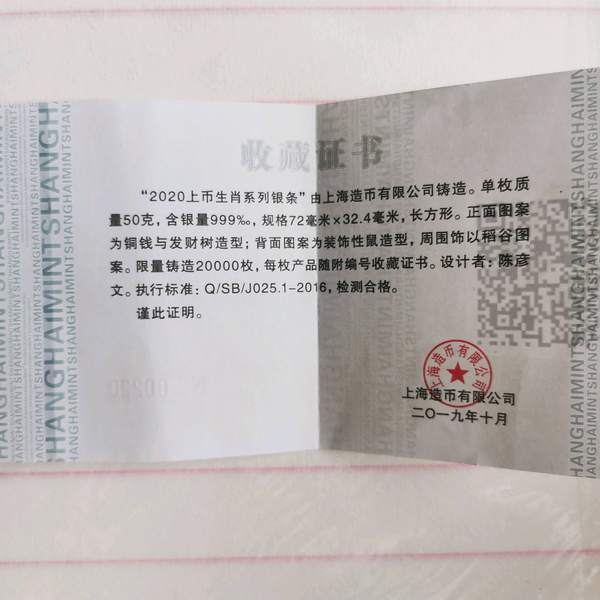 收藏证书
“2020上币生肖系列银条”由上海造币有限公司铸造。单枚质
量50克，含银量999‰，规格72毫米×32.4毫米，长方形。正面图案
为铜钱与发财树造型；背面图案为装饰性鼠造型，周围饰以稻谷图
案。限量铸造20000枚，每枚产品随附编号收藏证书。设计者：陈彦
文。执行标准：Q/SB/J025.1-2016，检测合格。
谨此证明。
上海造币有限公司
上海造币有限公司
二〇一九年十月
SHANGHAIMINTSHANGHAIMINTSHANGHAIMINT